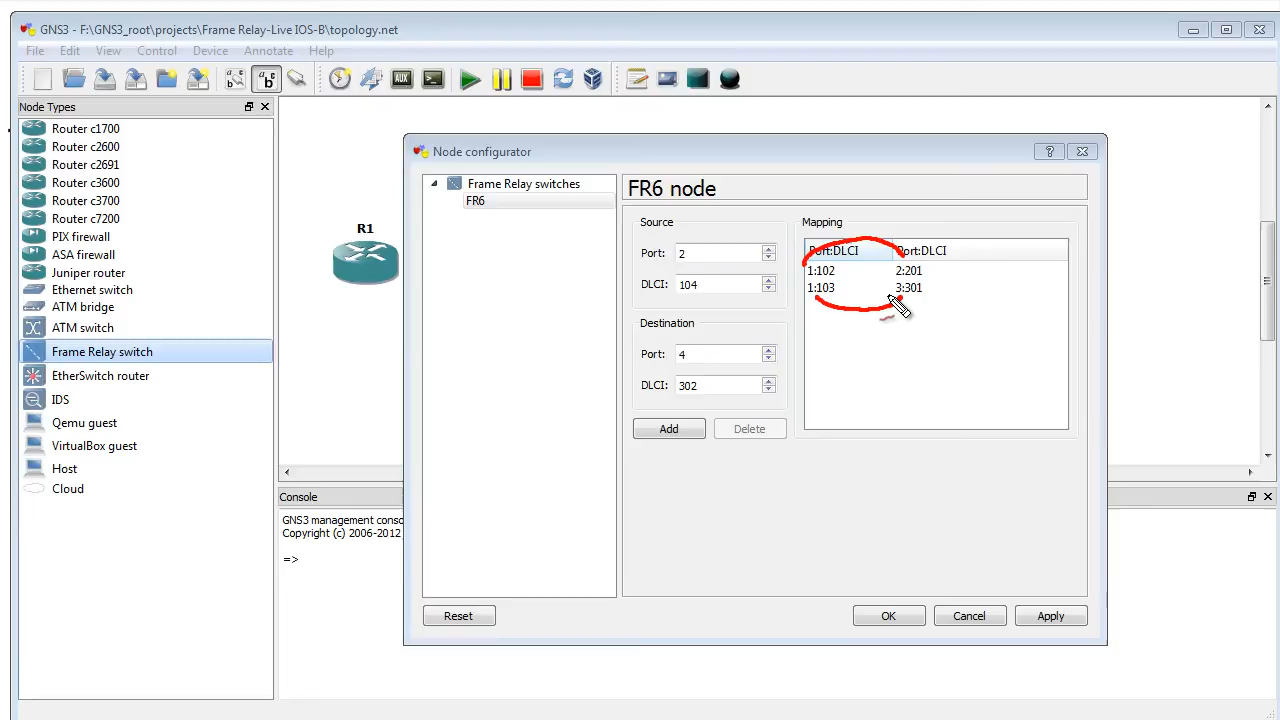 GNS3 - F:\GNS3_root\projects\Frame Relay-Live IOS-B\topology.net
File Edit View Control Device Annotate Help
AUX
Node Types
Router c1700
Router c2600
Router c2691
Router c3600
Router c3700
Router c7200
PIX firewall
ASA firewall
Juniper router
Ethernet switch
ATM bridge
ATM switch
Frame Relay switch
EtherSwitch router
IDS
Qemu guest
VirtualBox guest
Host
Cloud
R1
Console
GNS3 management conso
Copyright (c) 2006-2012
=>
Node configurator
Frame Relay switches
FR6
FR6 node
Source
Port: 2
DLCI: 104
Destination
Port: 4
DLCI: 302
Add Delete
Mapping
Port:DLCI Port:DLCI
1:102 2:201
1:103 3:301
Reset OK Cancel Apply